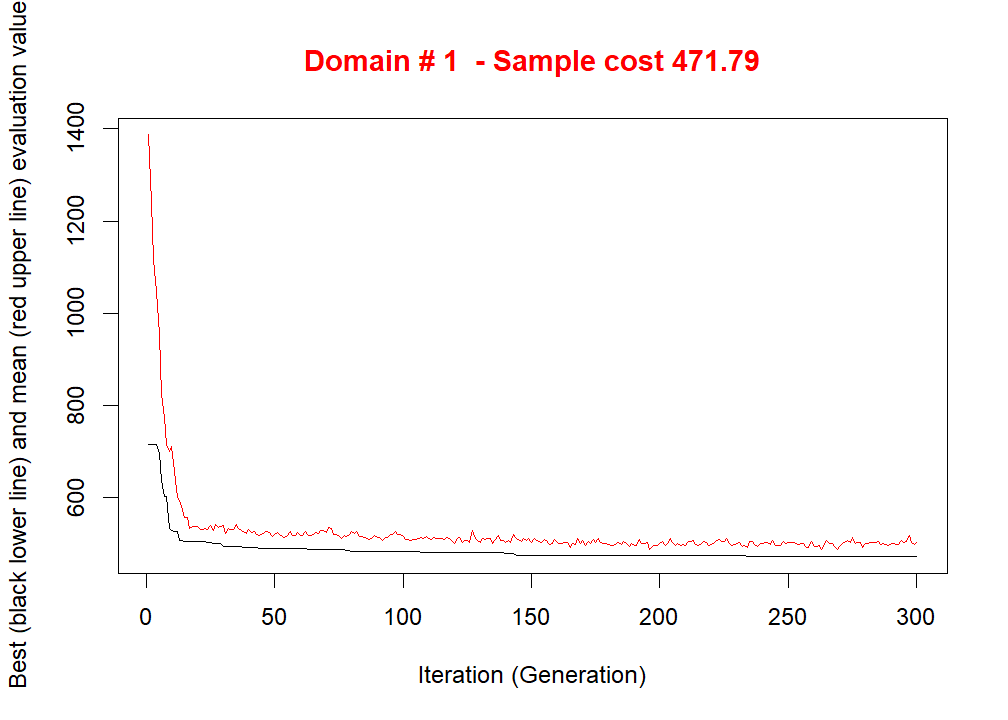 Domain # 1  - Sample cost 471.79
Best (black lower line) and mean (red upper line) evaluation value
1400
1200
1000
800
600
0 50 100 150 200 250 300
Iteration (Generation)